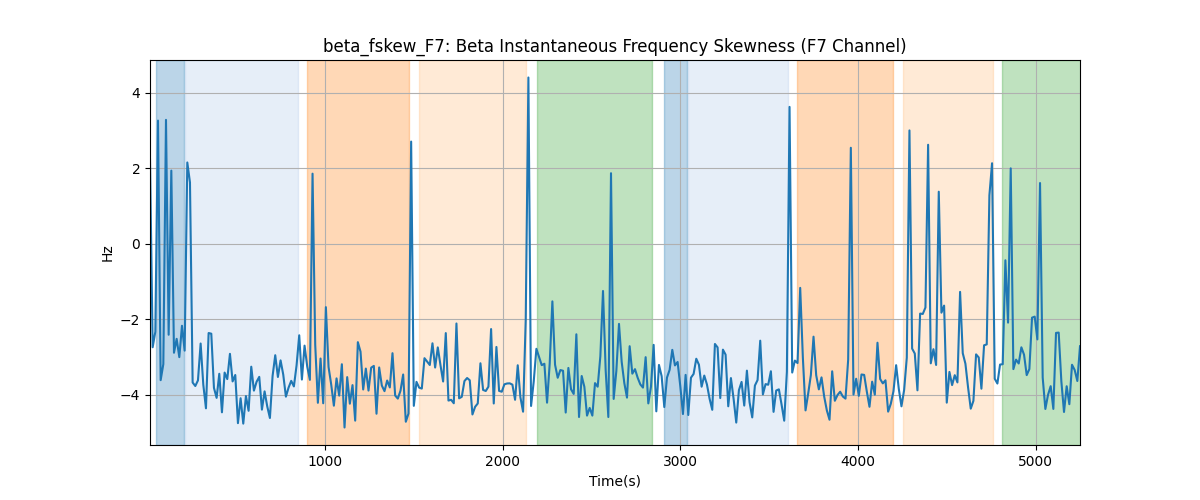 beta_fskew_F7: Beta Instantaneous Frequency Skewness (F7 Channel)
4
2
0
−2
−4
Hz
1000 2000 3000 4000 5000
Time(s)